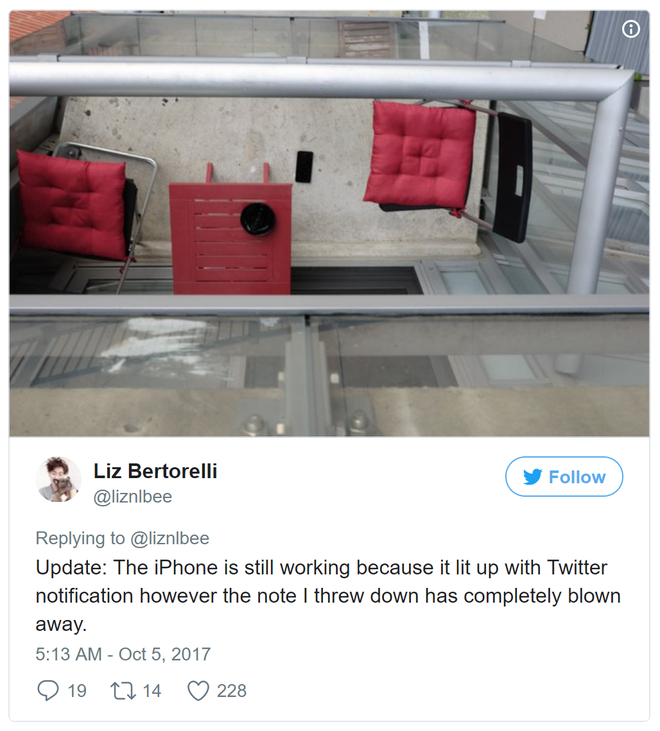 Liz Bertorelli
@liznlbee
Follow
Replying to @liznlbee
Update: The iPhone is still working because it lit up with Twitter
notification however the note I threw down has completely blown
away.
5:13 AM - Oct 5, 2017
19 14 228